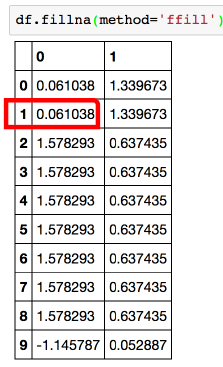 df.fillna(method='ffill')
0 1
0 0.061038 1.339673
1 0.061038 1.339673
2 1.578293 0.637435
3 1.578293 0.637435
4 1.578293 0.637435
5 1.578293 0.637435
6 1.578293 0.637435
7 1.578293 0.637435
8 1.578293 0.637435
9 -1.145787 0.052887